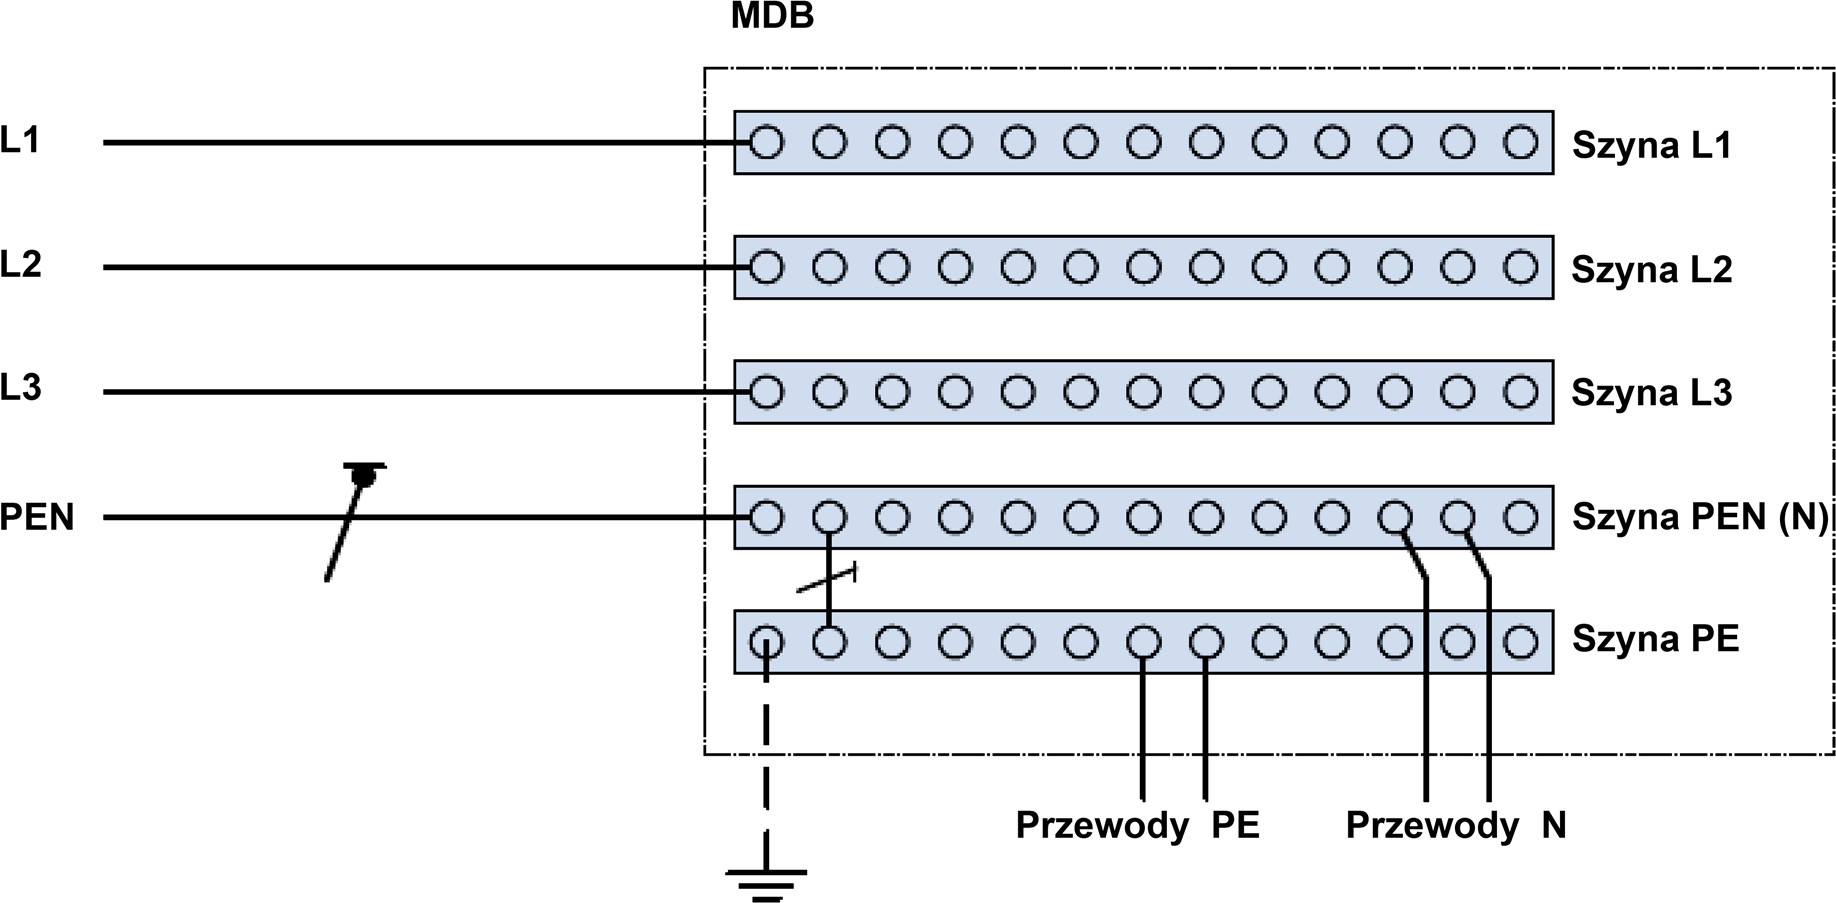 MDB
L1
Szyna L1
L2
Szyna L2
L3
Szyna L3
PEN
Szyna PEN (N)
Szyna PE
Przewody PE
Przewody N